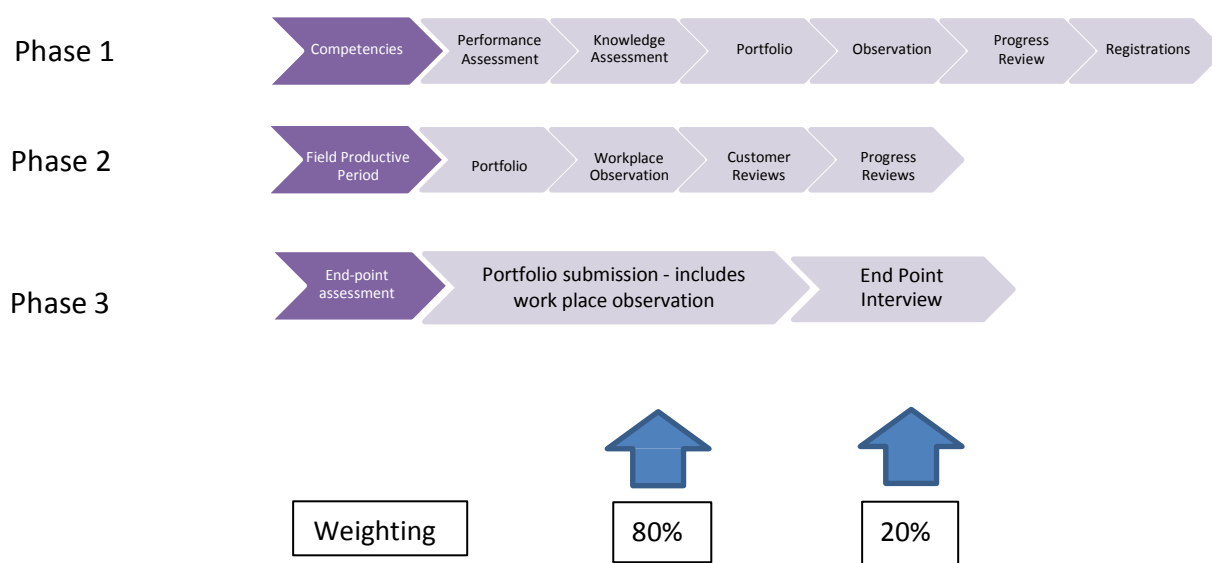 Phase 1
Competencies
Performance
Assessment
Knowledge
Assessment
Portfolio
Observation
Progress
Review
Registrations
Phase 2
Field Productive
Period
Portfolio
Workplace
Observation
Customer
Reviews
Progress
Reviews
Phase 3
End-point
assessment
Portfolio submission - includes
work place observation
End Point
Interview
Weighting
80%
20%